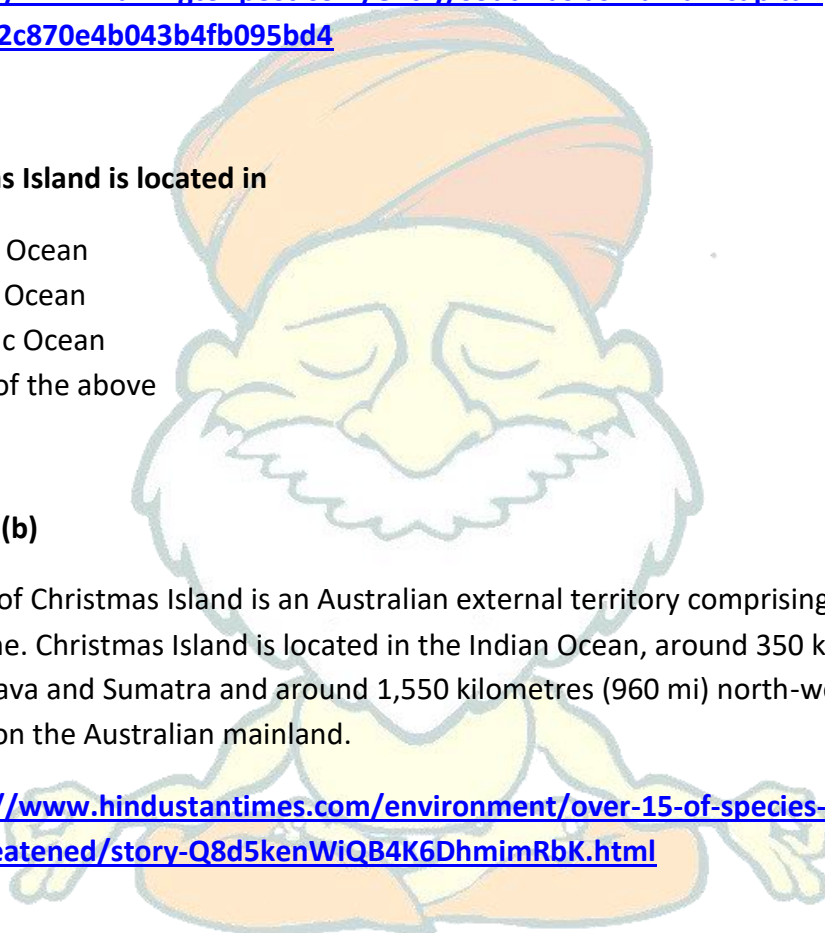 2c870e4b043b4fb095bd4
s Island is located in
Ocean
Ocean
c Ocean
of the above
(b)
of Christmas Island is an Australian external territory comprising
ne. Christmas Island is located in the Indian Ocean, around 350 k
ava and Sumatra and around 1,550 kilometres (960 mi) north-we
on the Australian mainland.
//www.hindustantimes.com/environment/over-15-of-species-
eatened/story-Q8d5kenWiQB4K6DhmimRbK.html